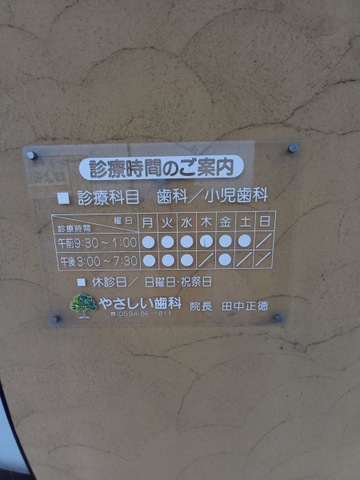 診療時間のご案内
■ 診療科目 歯科／小児歯科
診療時間 曜日 月 火 水 木 金 土 日
午前9:30～1:00 ● ● ● ● ● ● ／
午後3:00～7:30 ● ● ● ／ ● ／ ／
■ 休診日／ 日曜日・祝祭日
やさしい歯科 院長 田中正徳
☎0594-86-1811